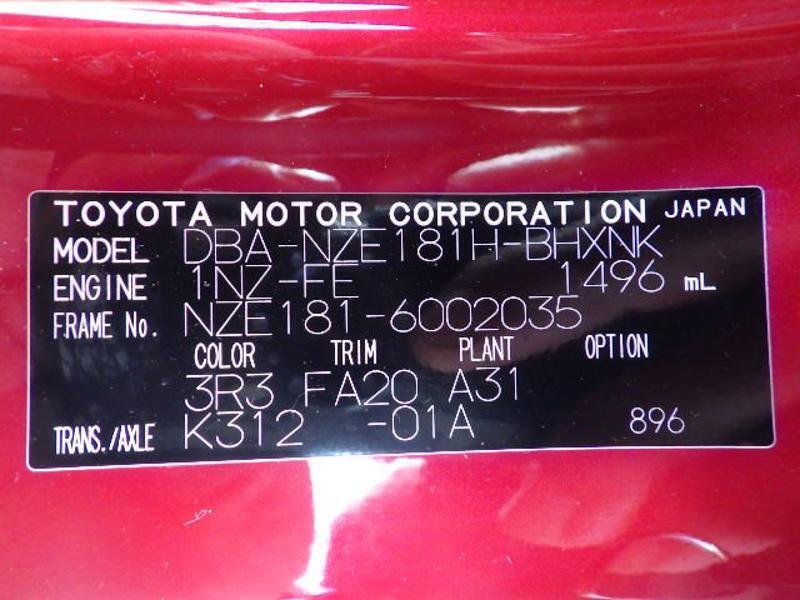 TOYOTA MOTOR CORPORATION JAPAN
MODEL DBA-NZE181H-BHXNK
ENGINE 1NZ-FE 1496 mL
FRAME No. NZE181-6002035
COLOR TRIM PLANT OPTION
3R3 FA20 A31
TRANS./AXLE K312 -01A 896